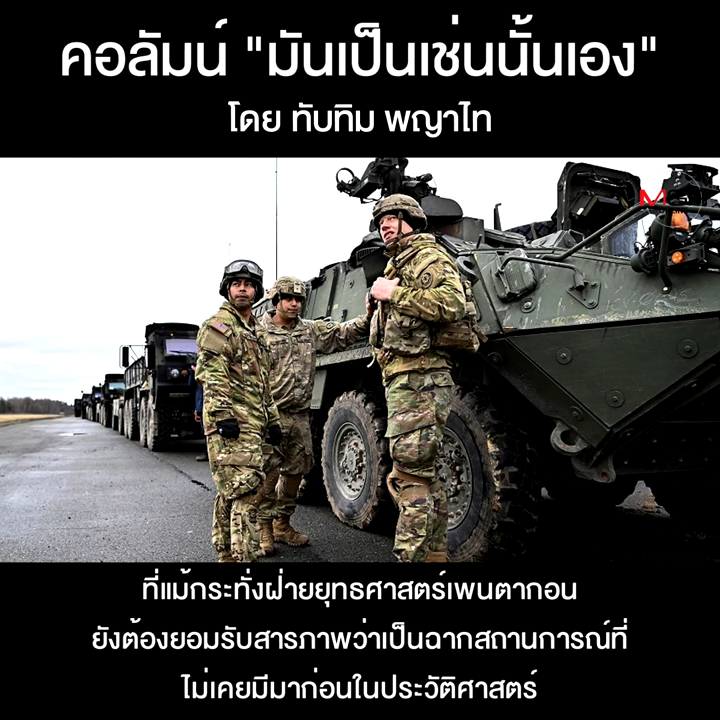 คอลัมน์ "มันเป็นเช่นนั้นเอง"
โดย ทับทิม พญาไท
M
ที่แม้กระทั่งฝ่ายยุทธศาสตร์เพนตากอน
ยังต้องยอมรับสารภาพว่าเป็นฉากสถานการณ์ที่
ไม่เคยมีมาก่อนในประวัติศาสตร์